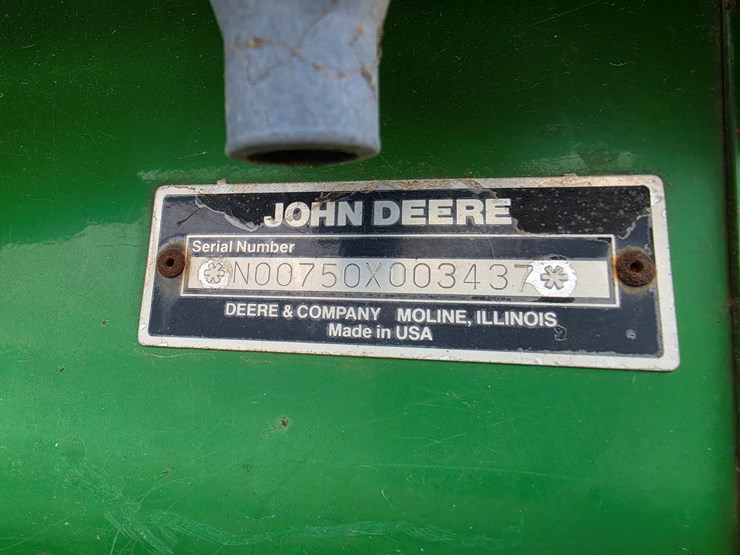 JOHN DEERE
Serial Number
*N00750X003437*
DEERE & COMPANY MOLINE, ILLINOIS
Made in USA